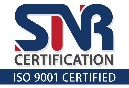 SNR
CERTIFICATION
ISO 9001 CERTIFIED